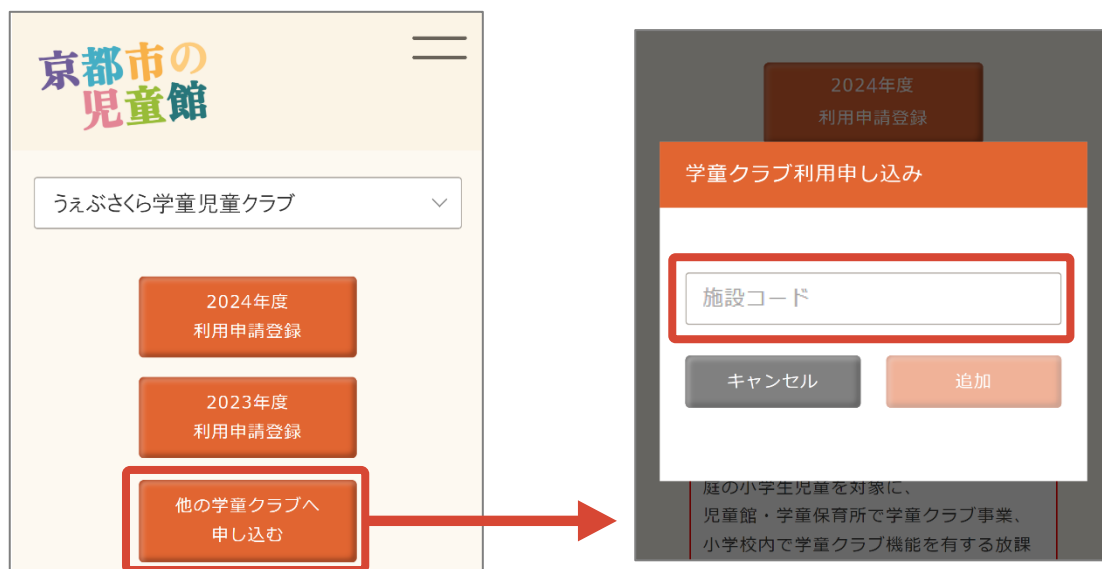 京都市の
児童館
うぇぶさくら学童児童クラブ
2024年度
利用申請登録
2023年度
利用申請登録
他の学童クラブへ
申し込む
2024年度
利用申請登録
学童クラブ利用申し込み
施設コード
キャンセル
追加
庭の小学生児童を対象に、
児童館・学童保育所で学童クラブ事業、
小学校内で学童クラブ機能を有する放課